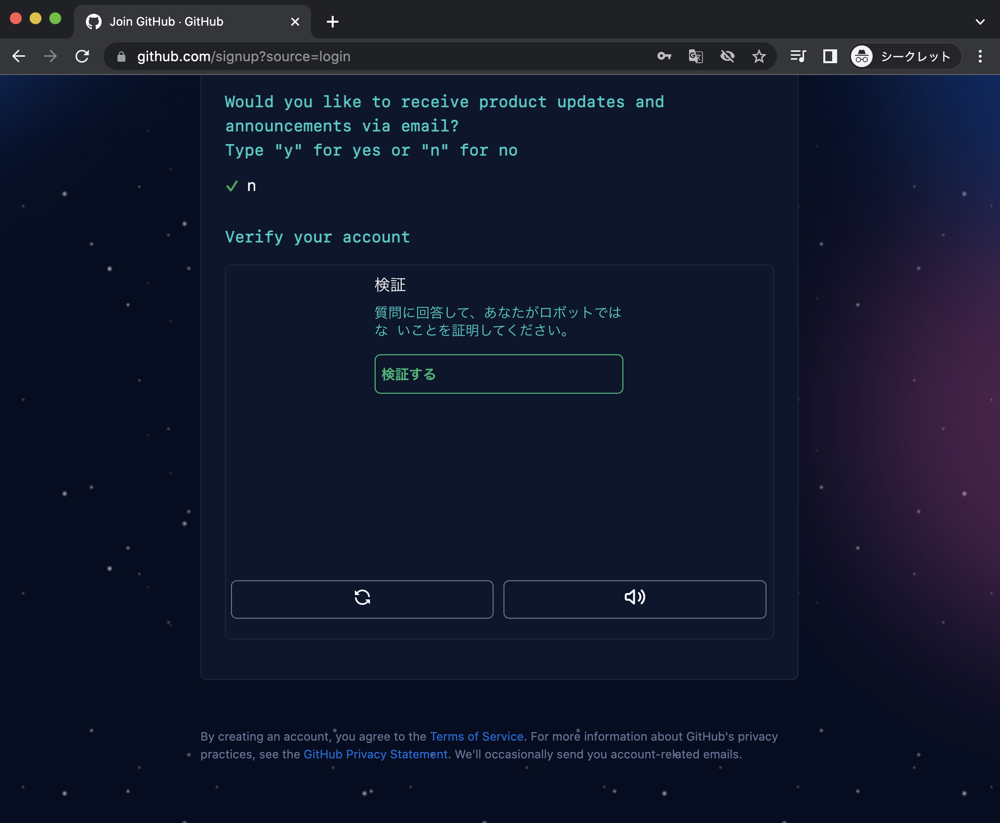 Join GitHub · GitHub
github.com/signup?source=login
シークレット
Would you like to receive product updates and
announcements via email?
Type "y" for yes or "n" for no
n
Verify your account
検証
質問に回答して、あなたがロボットでは
な いことを証明してください。
検証する
By creating an account, you agree to the Terms of Service. For more information about GitHub's privacy
practices, see the GitHub Privacy Statement. We'll occasionally send you account-related emails.